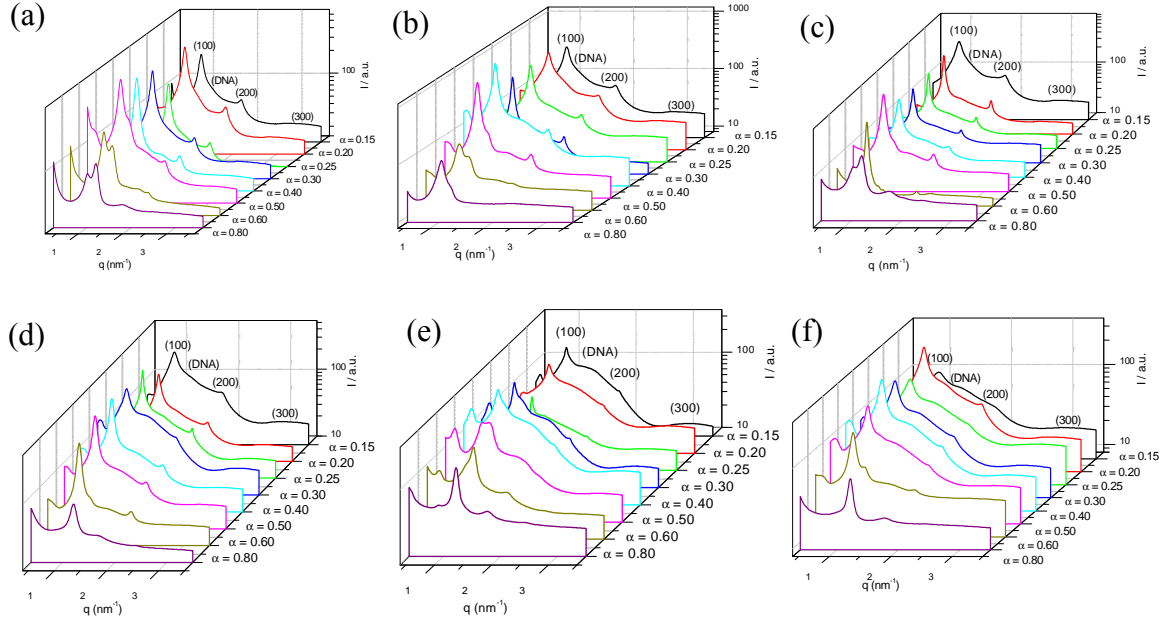 (a)
(100)
(DNA)
(200)
(300)
100
10
I / a.u.
α = 0.15
α = 0.20
α = 0.25
α = 0.30
α = 0.40
α = 0.50
α = 0.60
α = 0.80
1
2
3
q (nm-1)
(b)
(100)
(DNA)
(200)
(300)
1000
100
10
I / a.u.
α = 0.15
α = 0.20
α = 0.25
α = 0.30
α = 0.40
α = 0.50
α = 0.60
α = 0.80
1
2
3
q (nm-1)
(c)
(100)
(DNA)
(200)
(300)
100
10
I / a.u.
α = 0.15
α = 0.20
α = 0.25
α = 0.30
α = 0.40
α = 0.50
α = 0.60
α = 0.80
1
2
3
q (nm-1)
(d)
(100)
(DNA)
(200)
(300)
100
10
I / a.u.
α = 0.15
α = 0.20
α = 0.25
α = 0.30
α = 0.40
α = 0.50
α = 0.60
α = 0.80
1
2
3
q (nm-1)
(e)
(100)
(DNA)
(200)
(300)
100
10
I / a.u.
α = 0.15
α = 0.20
α = 0.25
α = 0.30
α = 0.40
α = 0.50
α = 0.60
α = 0.80
1
2
3
q (nm-1)
(f)
(100)
(DNA)
(200)
(300)
100
10
I / a.u.
α = 0.15
α = 0.20
α = 0.25
α = 0.30
α = 0.40
α = 0.50
α = 0.60
α = 0.80
1
2
3
q (nm-1)